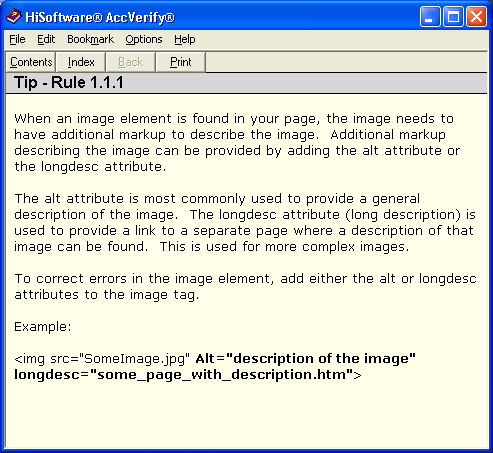 HiSoftware® AccVerify®
File Edit Bookmark Options Help
Contents Index Back Print
Tip - Rule 1.1.1
When an image element is found in your page, the image needs to
have additional markup to describe the image.  Additional markup
describing the image can be provided by adding the alt attribute or
the longdesc attribute.
The alt attribute is most commonly used to provide a general
description of the image.  The longdesc attribute (long description) is
used to provide a link to a separate page where a description of that
image can be found.  This is used for more complex images.
To correct errors in the image element, add either the alt or longdesc
attributes to the image tag.
Example:
<img src="SomeImage.jpg" Alt="description of the image"
longdesc="some_page_with_description.htm">